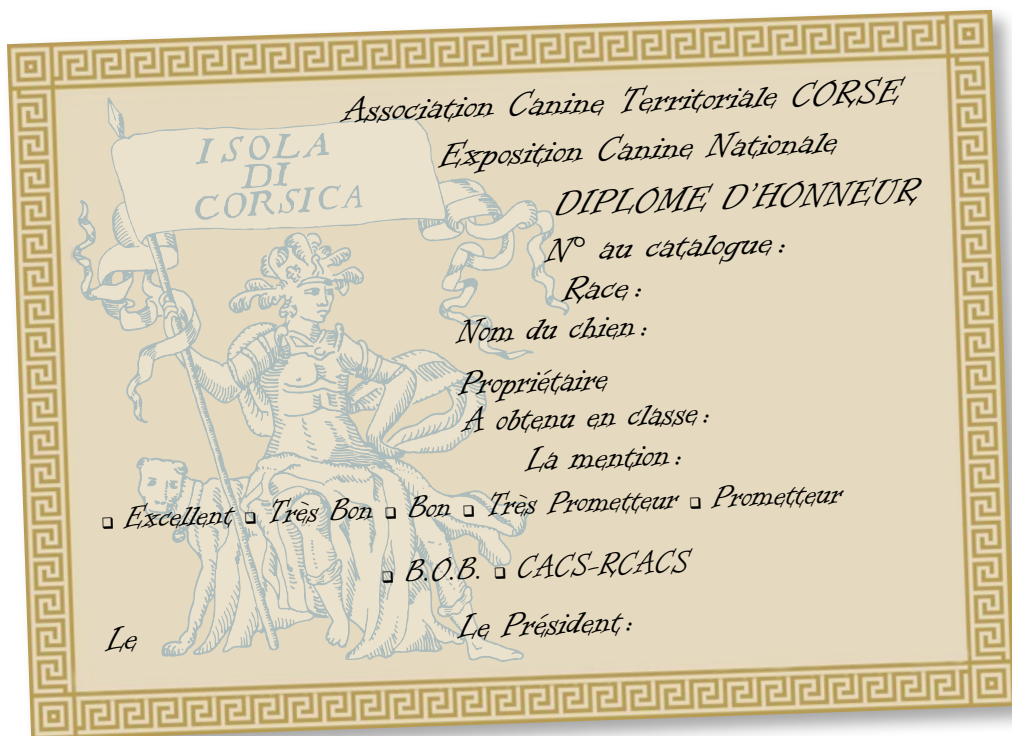 Association Canine Territoriale CORSE
ISOLA
DI
CORSICA
Exposition Canine Nationale
DIPLOME D'HONNEUR
N° au catalogue :
Race :
Nom du chien :
Propriétaire
A obtenu en classe :
La mention :
❑ Excellent ❑ Très Bon ❑ Bon ❑ Très Prometteur ❑ Prometteur
❑ B.O.B. ❑ CACS-RCACS
Le Le Président :